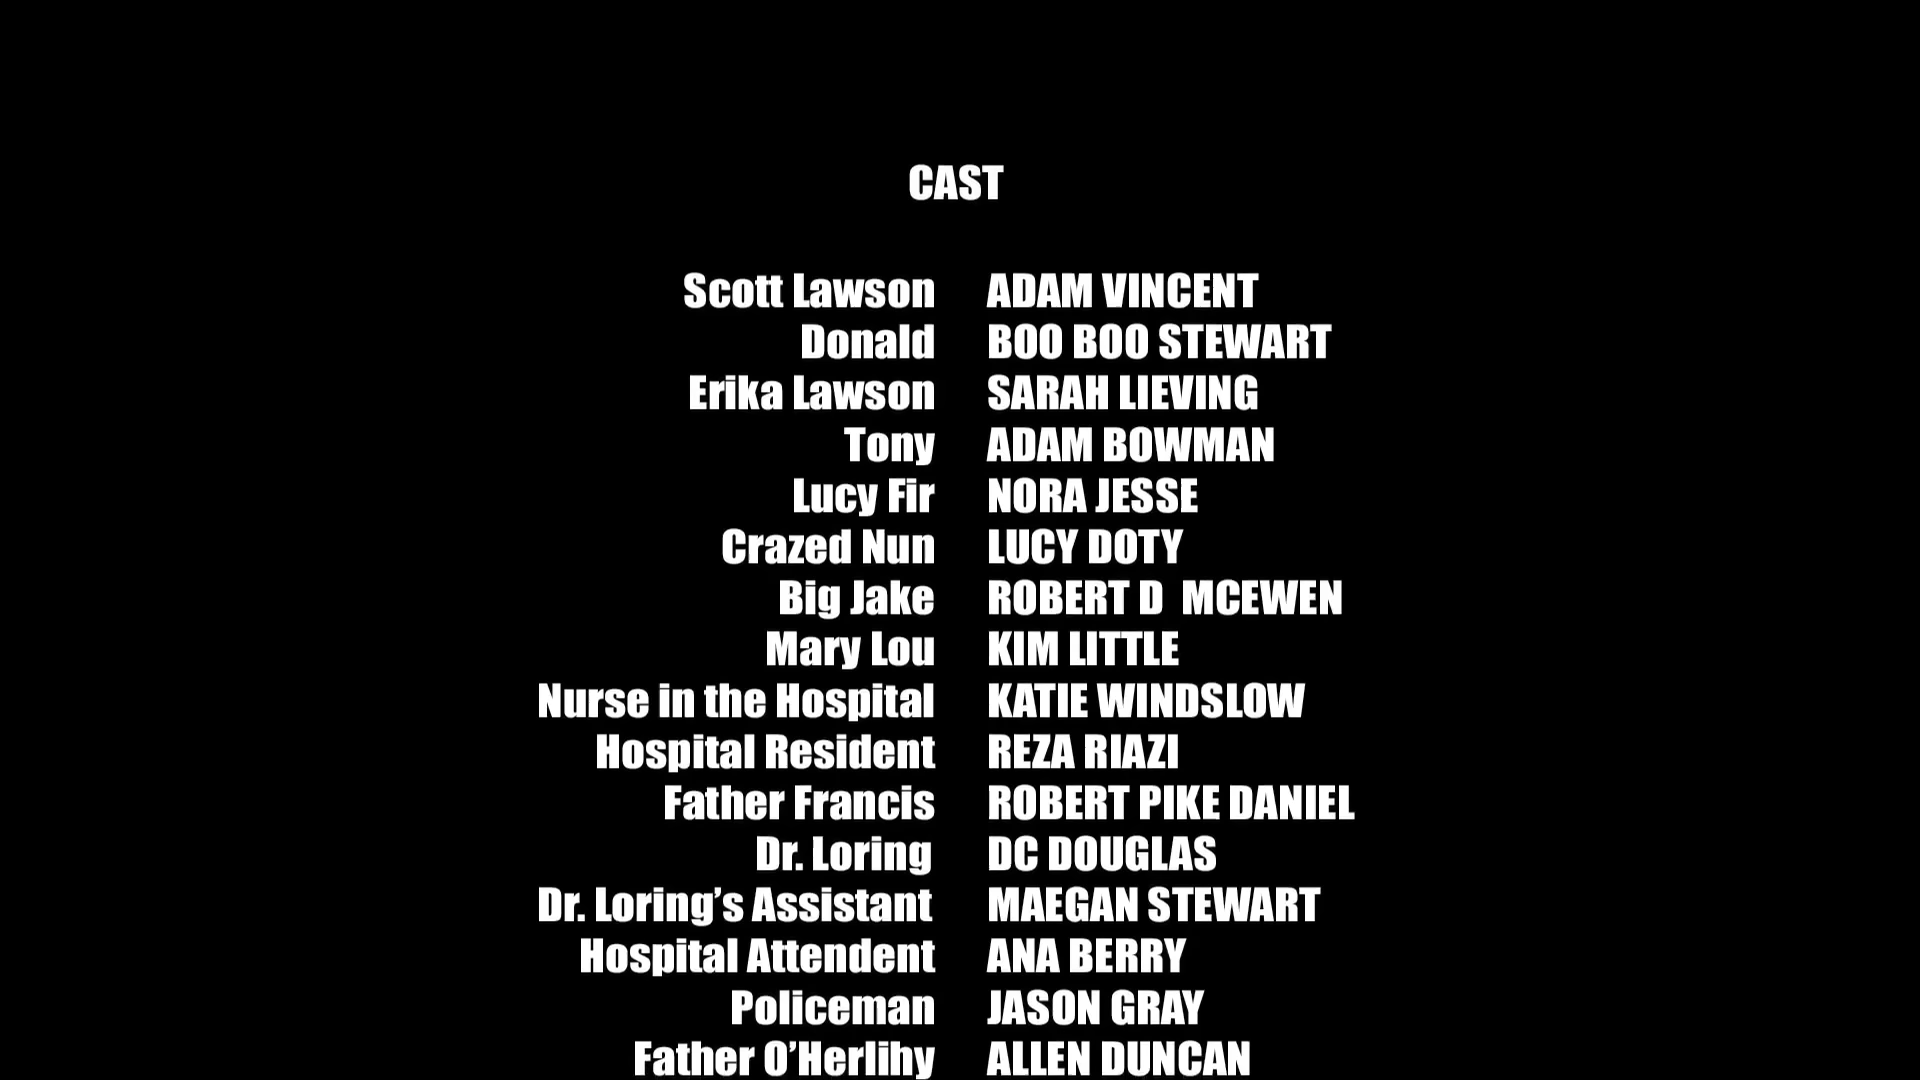 CAST
Scott Lawson ADAM VINCENT
Donald BOO BOO STEWART
Erika Lawson SARAH LIEVING
Tony ADAM BOWMAN
Lucy Fir NORA JESSE
Crazed Nun LUCY DOTY
Big Jake ROBERT D  MCEWEN
Mary Lou KIM LITTLE
Nurse in the Hospital KATIE WINDSLOW
Hospital Resident REZA RIAZI
Father Francis ROBERT PIKE DANIEL
Dr. Loring DC DOUGLAS
Dr. Loring’s Assistant MAEGAN STEWART
Hospital Attendent ANA BERRY
Policeman JASON GRAY
Father O’Herlihy ALLEN DUNCAN